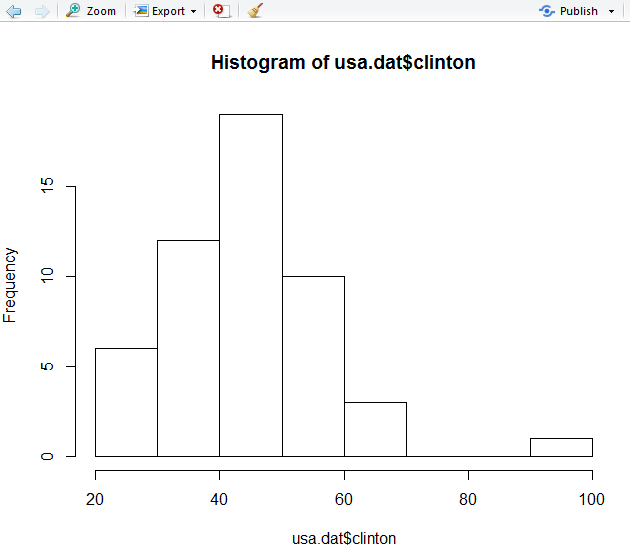 Zoom Export Publish
Histogram of usa.dat$clinton
Frequency
15
10
5
0
20 40 60 80 100
usa.dat$clinton